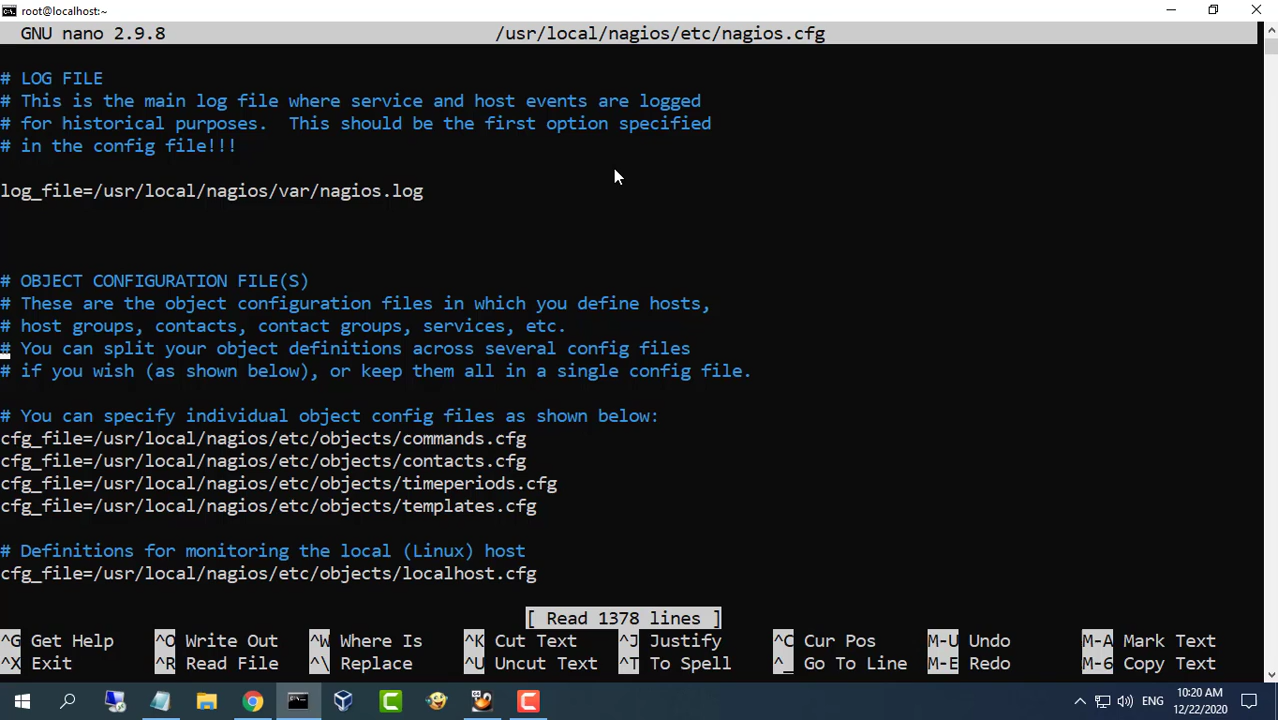 root@localhost:~
GNU nano 2.9.8 /usr/local/nagios/etc/nagios.cfg
# LOG FILE
# This is the main log file where service and host events are logged
# for historical purposes.  This should be the first option specified
# in the config file!!!
log_file=/usr/local/nagios/var/nagios.log
# OBJECT CONFIGURATION FILE(S)
# These are the object configuration files in which you define hosts,
# host groups, contacts, contact groups, services, etc.
# You can split your object definitions across several config files
# if you wish (as shown below), or keep them all in a single config file.
# You can specify individual object config files as shown below:
cfg_file=/usr/local/nagios/etc/objects/commands.cfg
cfg_file=/usr/local/nagios/etc/objects/contacts.cfg
cfg_file=/usr/local/nagios/etc/objects/timeperiods.cfg
cfg_file=/usr/local/nagios/etc/objects/templates.cfg
# Definitions for monitoring the local (Linux) host
cfg_file=/usr/local/nagios/etc/objects/localhost.cfg
[ Read 1378 lines ]
^G Get Help ^O Write Out ^W Where Is ^K Cut Text ^J Justify ^C Cur Pos M-U Undo M-A Mark Text
^X Exit ^R Read File ^\ Replace ^U Uncut Text ^T To Spell ^_ Go To Line M-E Redo M-6 Copy Text
ENG
10:20 AM
12/22/2020